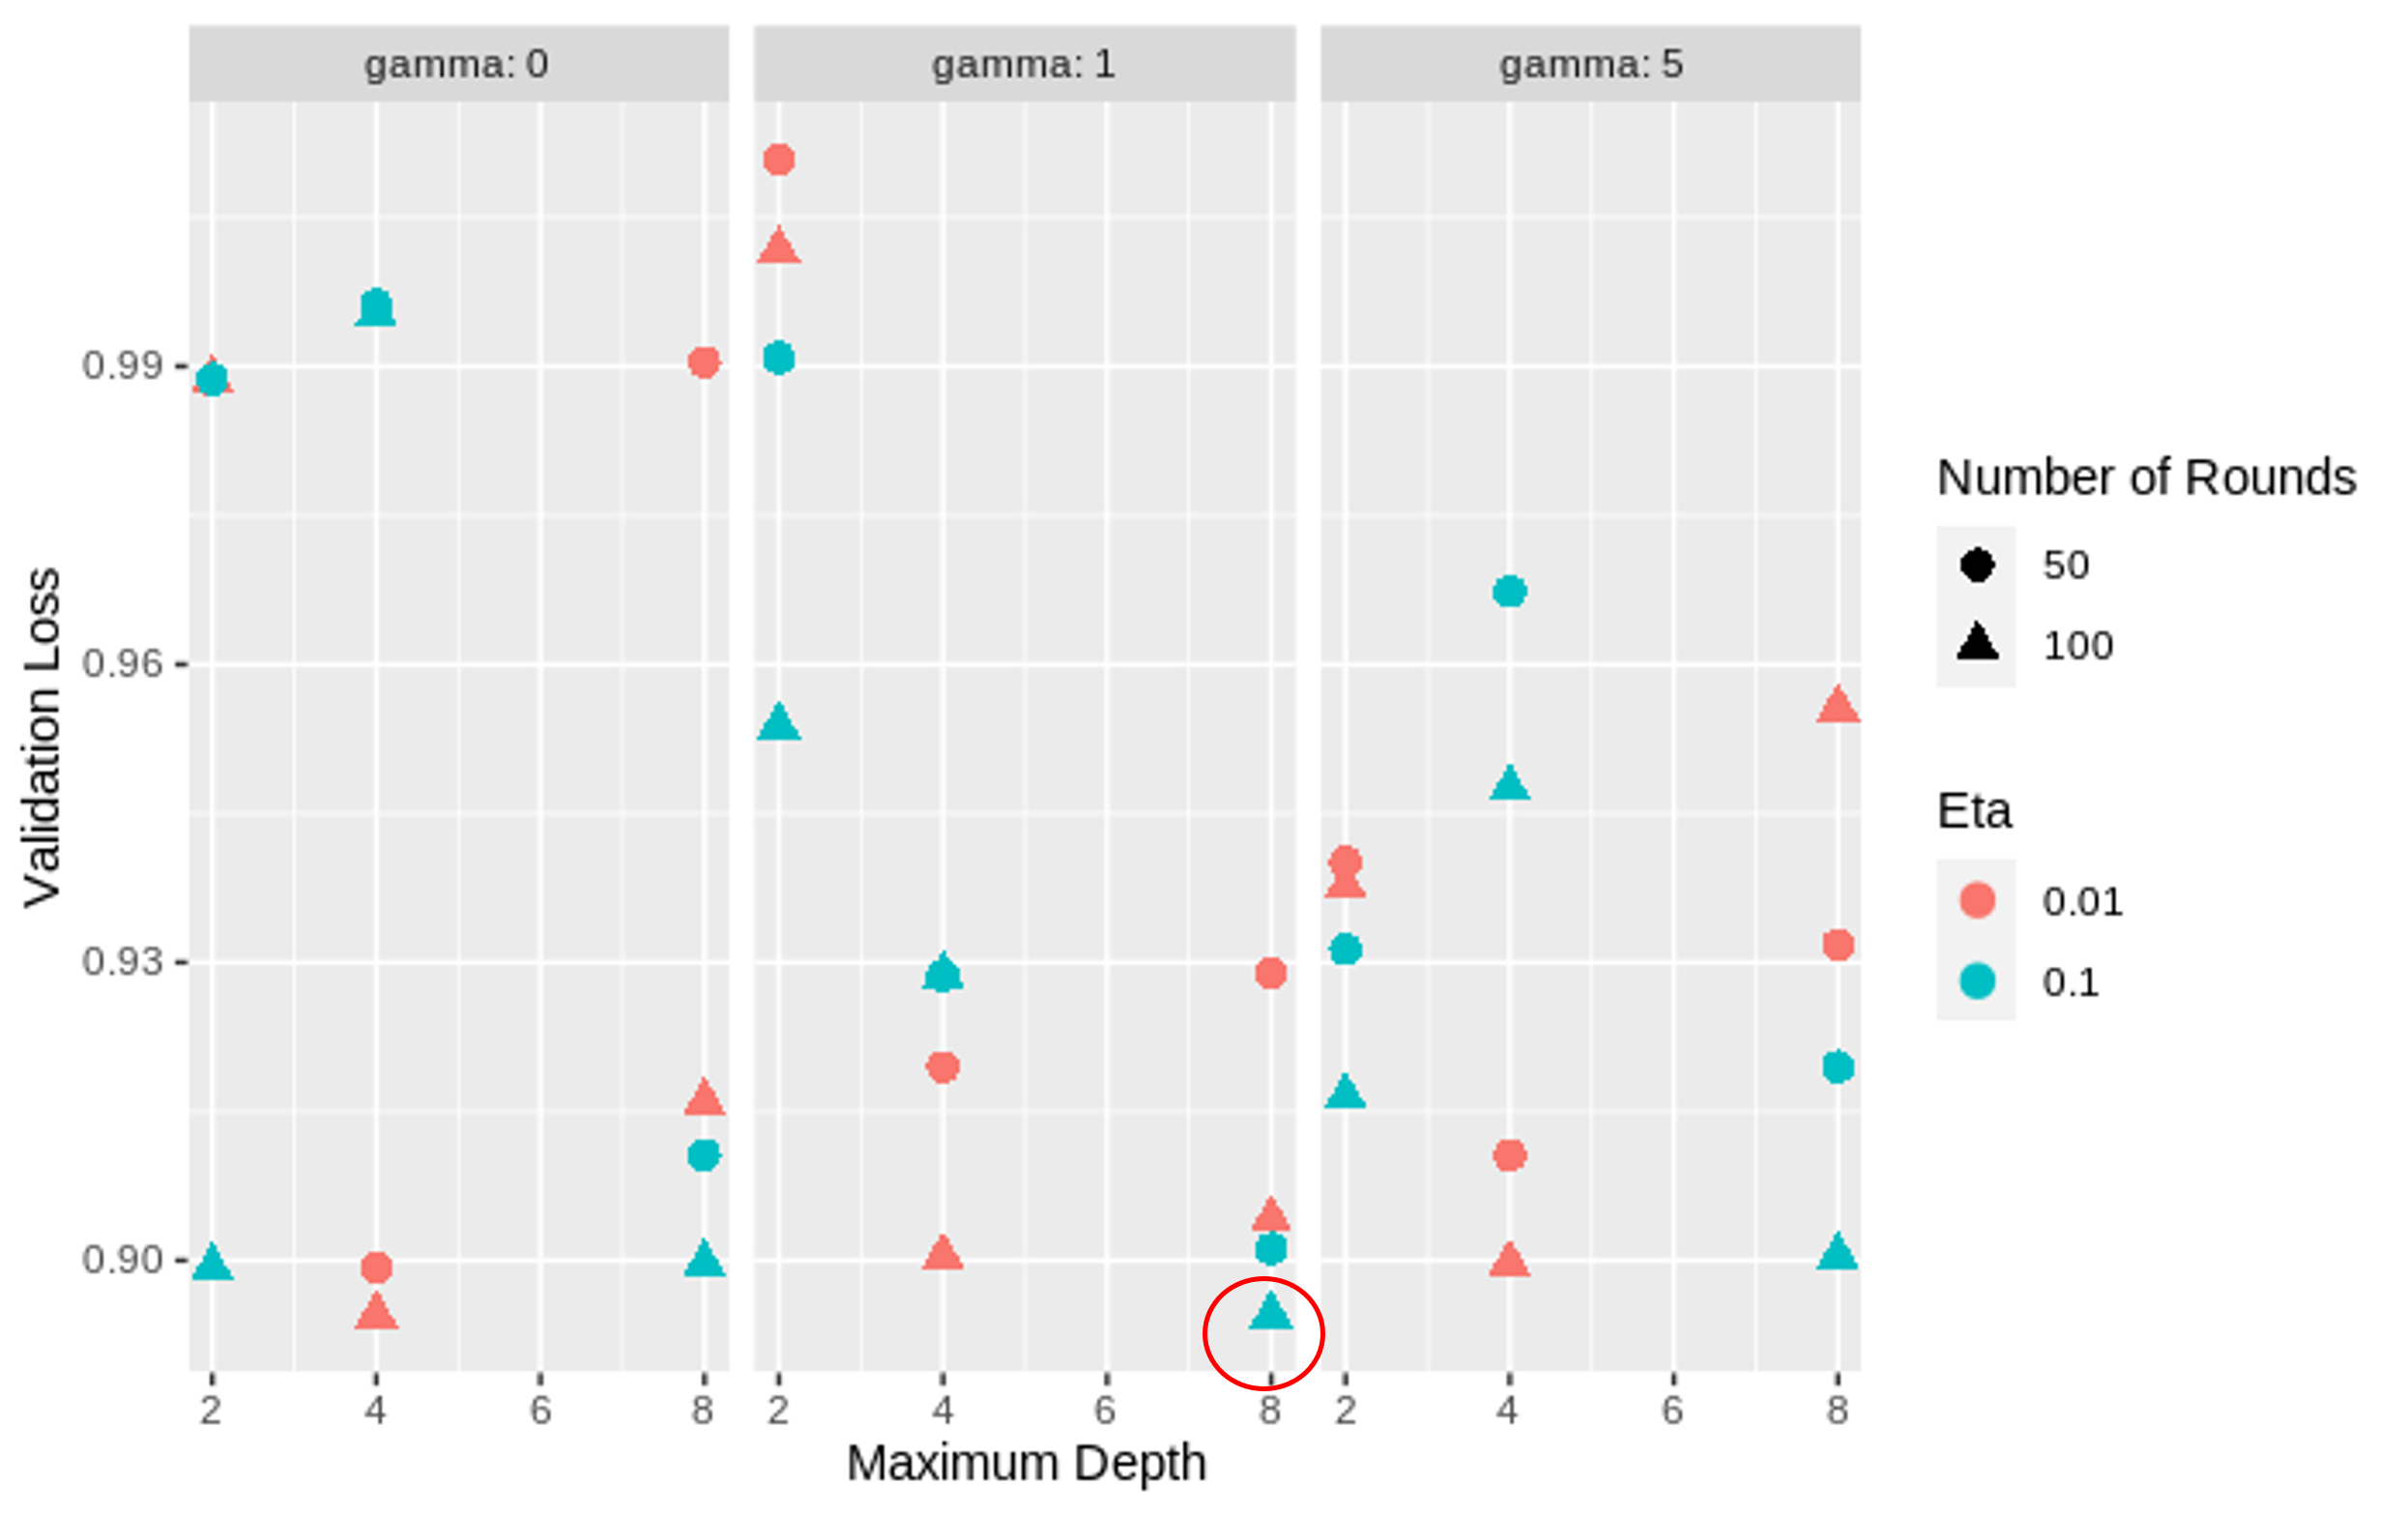 gamma: 0
gamma: 1
gamma: 5
Validation Loss
0.99
0.96
0.93
0.90
2 4 6 8 2 4 6 8 2 4 6 8
Maximum Depth
Number of Rounds
50
100
Eta
0.01
0.1